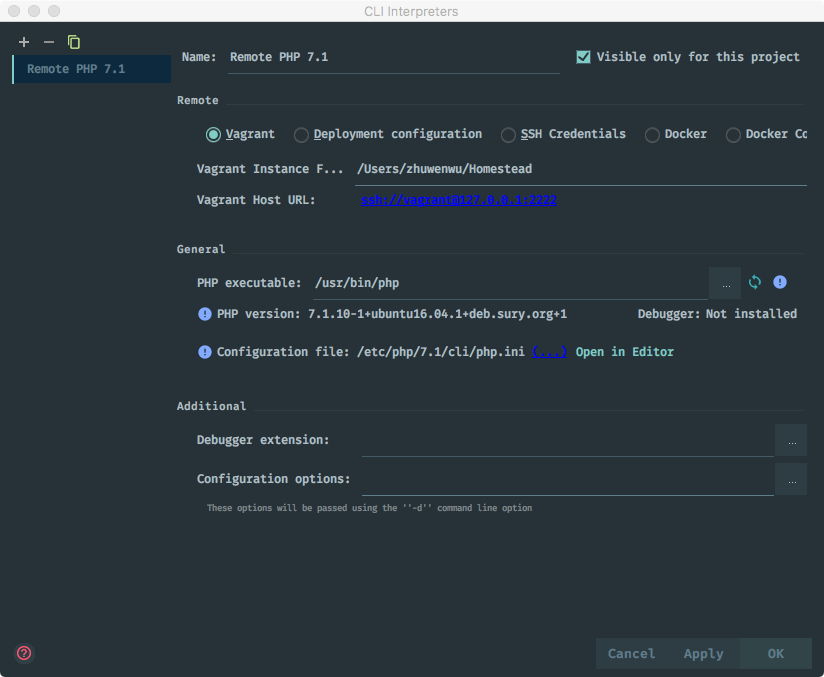 CLI Interpreters
Remote PHP 7.1
Name: Remote PHP 7.1 Visible only for this project
Remote
Vagrant Deployment configuration SSH Credentials Docker Docker Co
Vagrant Instance F... /Users/zhuwenwu/Homestead
Vagrant Host URL: ssh://vagrant@127.0.0.1:2222
General
PHP executable: /usr/bin/php ...
PHP version: 7.1.10-1+ubuntu16.04.1+deb.sury.org+1 Debugger: Not installed
Configuration file: /etc/php/7.1/cli/php.ini (...) Open in Editor
Additional
Debugger extension: ...
Configuration options: ...
These options will be passed using the ''-d'' command line option
Cancel Apply OK